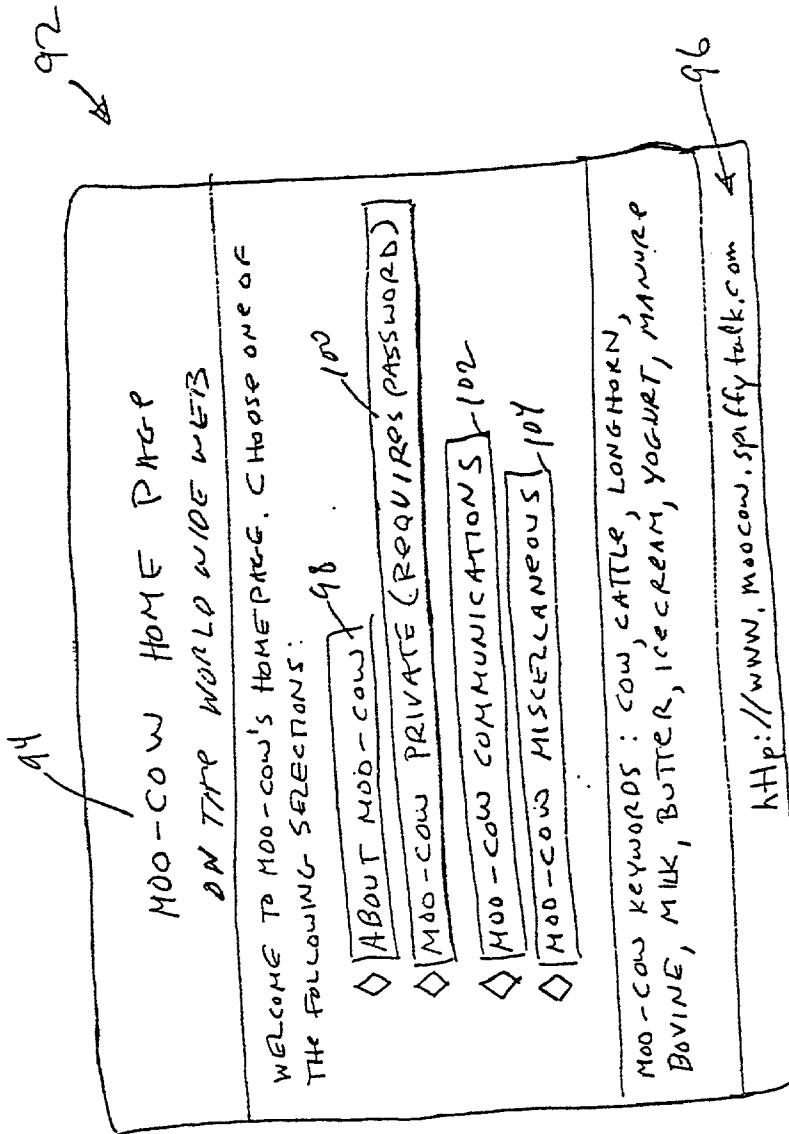 92
94
MOO-COW HOME PAGE
ON THE WORLD WIDE WEB
WELCOME TO MOO-COW'S HOMEPAGE. CHOOSE ONE OF
THE FOLLOWING SELECTIONS:
◇ ABOUT MOO-COW 98
◇ MOO-COW PRIVATE (REQUIRES PASSWORD) 100
◇ MOO-COW COMMUNICATIONS 102
◇ MOO-COW MISCELLANEOUS 104
MOO-COW KEYWORDS: COW, CATTLE, LONGHORN,
BOVINE, MILK, BUTTER, ICECREAM, YOGURT, MANURE
http://www.moocow.spiffytalk.com 96